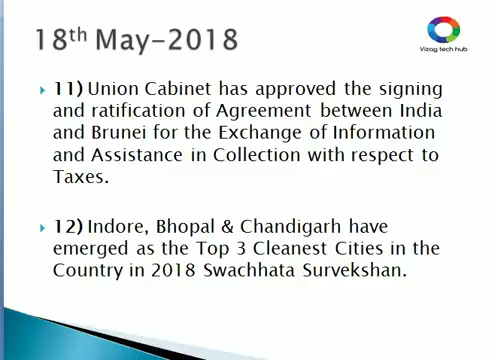 18th May-2018
Vizag tech hub
11) Union Cabinet has approved the signing
and ratification of Agreement between India
and Brunei for the Exchange of Information
and Assistance in Collection with respect to
Taxes.
12) Indore, Bhopal & Chandigarh have
emerged as the Top 3 Cleanest Cities in the
Country in 2018 Swachhata Survekshan.